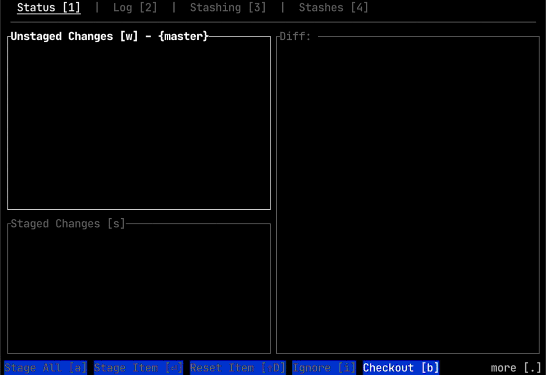 Status [1] | Log [2] | Stashing [3] | Stashes [4]
Unstaged Changes [w] - {master}
Diff:
Staged Changes [s]
Stage All [a] Stage Item [⏎] Reset Item [⇧D] Ignore [i] Checkout [b] more [.]